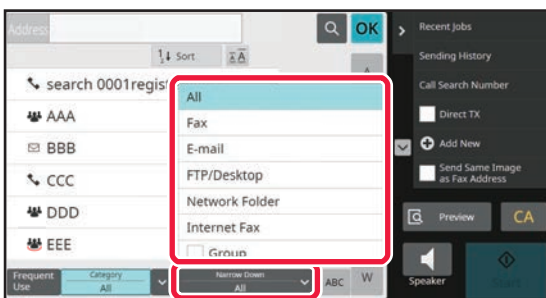 Address
OK
1↓ Sort
AA
A
search 0001regist
AAA
BBB
CCC
DDD
EEE
All
Fax
E-mail
FTP/Desktop
Network Folder
Internet Fax
Group
Frequent
Use
Category
All
Narrow Down
All
ABC
W
Recent Jobs
Sending History
Call Search Number
Direct TX
Add New
Send Same Image
as Fax Address
Preview
CA
Speaker
Start